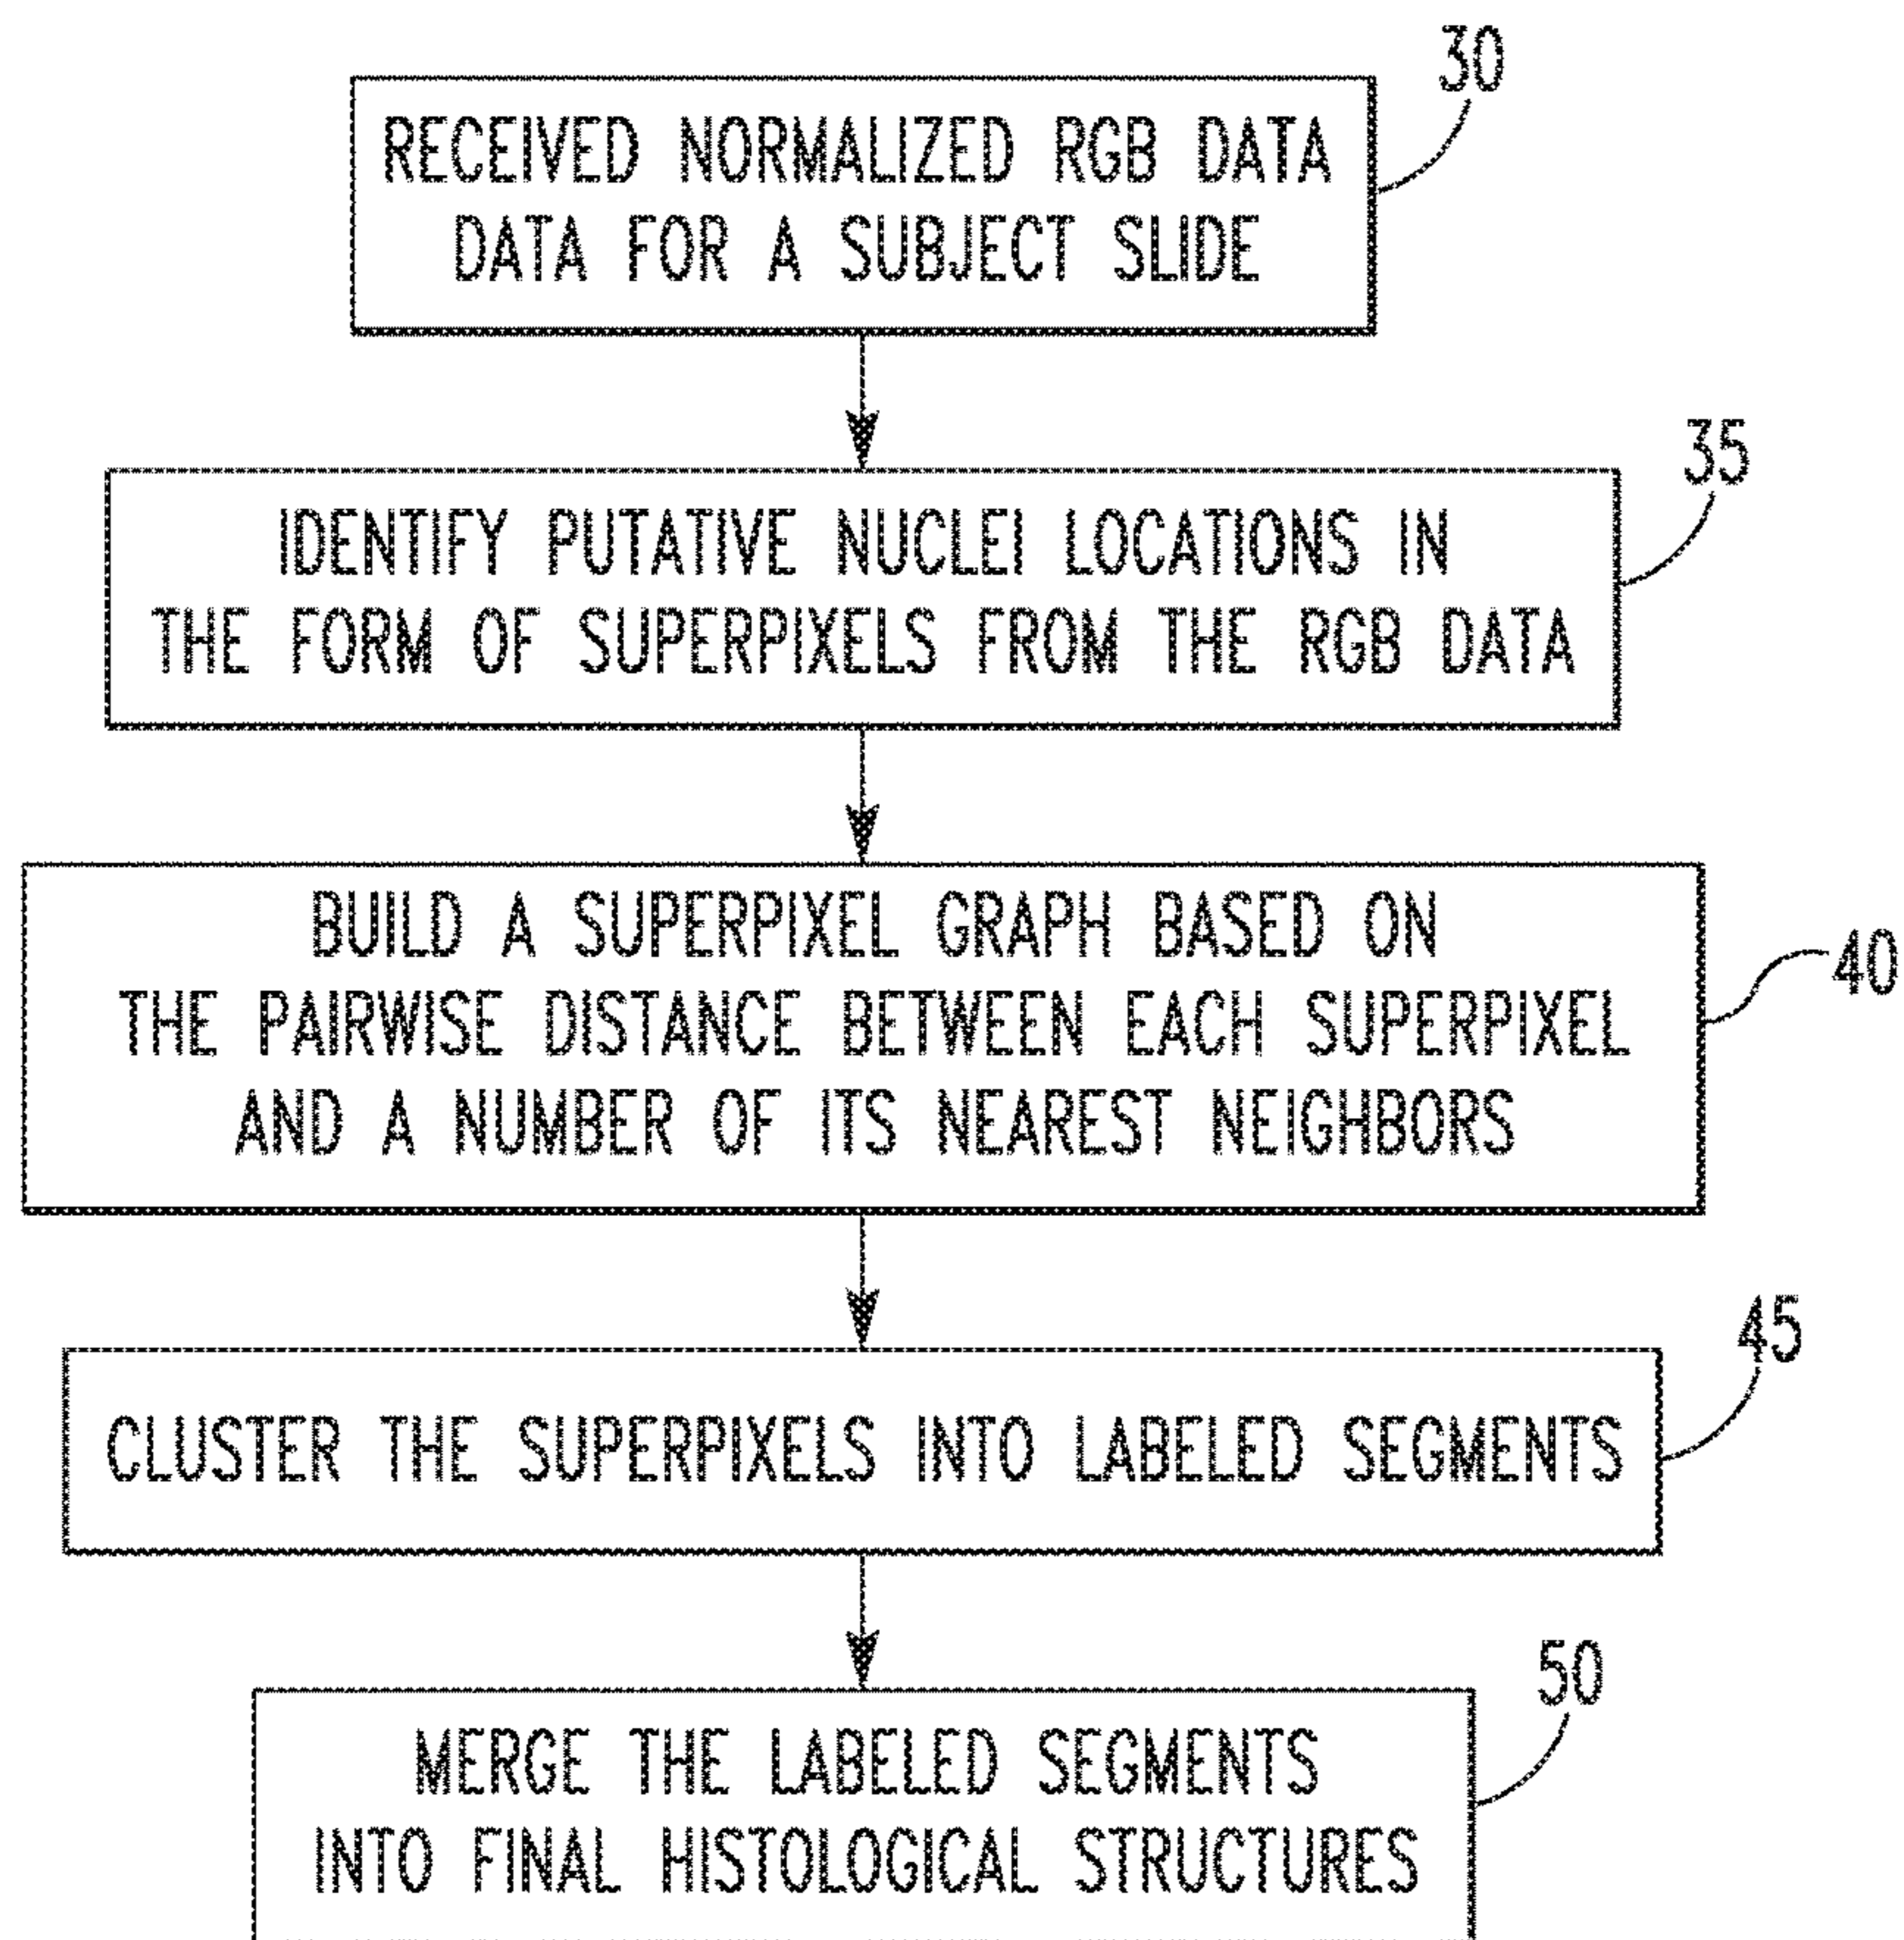 30
RECEIVED NORMALIZED RGB DATA
DATA FOR A SUBJECT SLIDE
35
IDENTIFY PUTATIVE NUCLEI LOCATIONS IN
THE FORM OF SUPERPIXELS FROM THE RGB DATA
BUILD A SUPERPIXEL GRAPH BASED ON
40
THE PAIRWISE DISTANCE BETWEEN EACH SUPERPIXEL
AND A NUMBER OF ITS NEAREST NEIGHBORS
45
CLUSTER THE SUPERPIXELS INTO LABELED SEGMENTS
50
MERGE THE LABELED SEGMENTS
INTO FINAL HISTOLOGICAL STRUCTURES